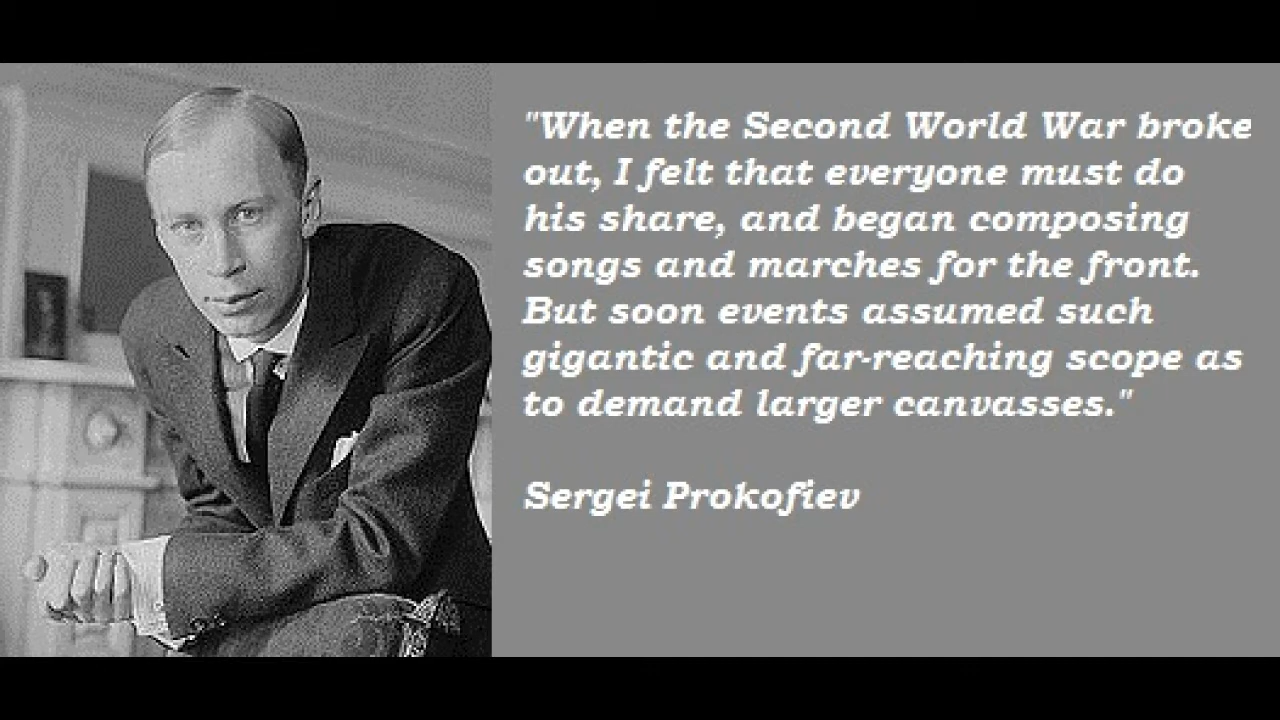 "When the Second World War broke
out, I felt that everyone must do
his share, and began composing
songs and marches for the front.
But soon events assumed such
gigantic and far-reaching scope as
to demand larger canvasses."
Sergei Prokofiev